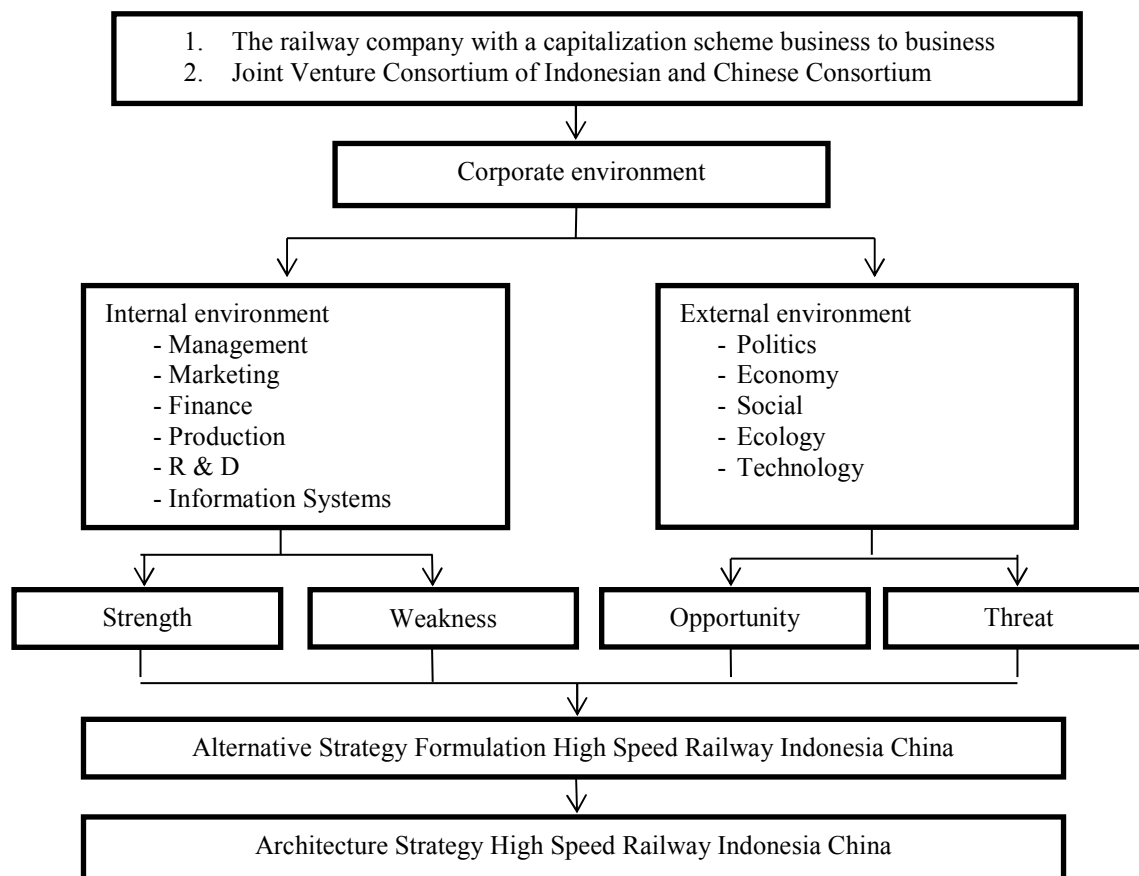 1. The railway company with a capitalization scheme business to business
2. Joint Venture Consortium of Indonesian and Chinese Consortium
Corporate environment
Internal environment
- Management
- Marketing
- Finance
- Production
- R & D
- Information Systems
External environment
- Politics
- Economy
- Social
- Ecology
- Technology
Strength
Weakness
Opportunity
Threat
Alternative Strategy Formulation High Speed Railway Indonesia China
Architecture Strategy High Speed Railway Indonesia China